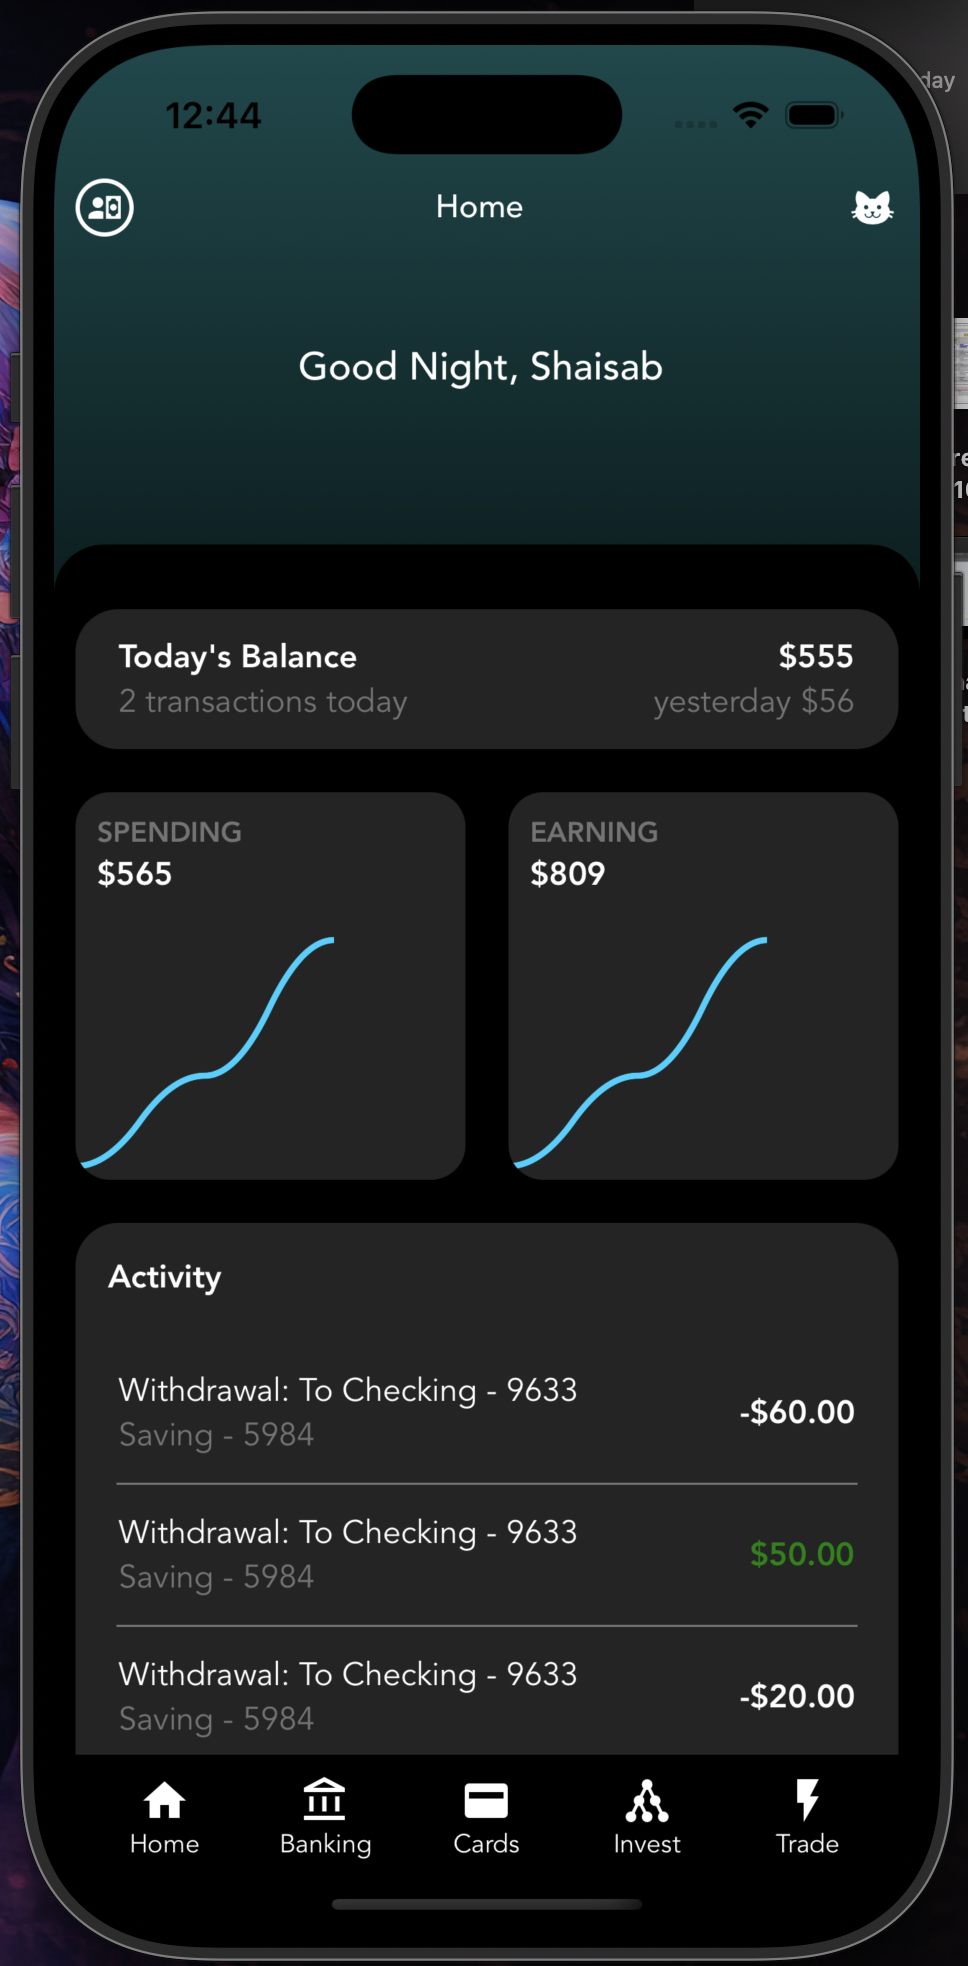 12:44
Home
Good Night, Shaisab
Today's Balance
$555
2 transactions today
yesterday $56
SPENDING
$565
EARNING
$809
Activity
Withdrawal: To Checking - 9633
Saving - 5984
-$60.00
Withdrawal: To Checking - 9633
Saving - 5984
$50.00
Withdrawal: To Checking - 9633
Saving - 5984
-$20.00
Home
Banking
Cards
Invest
Trade